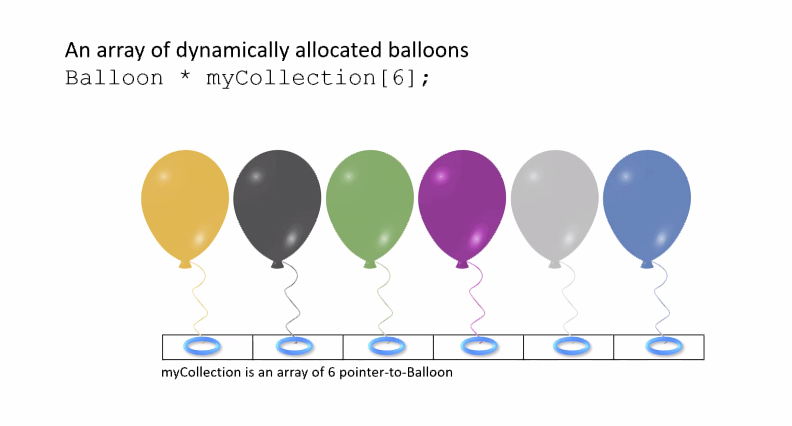 An array of dynamically allocated balloons
Balloon * myCollection[6];
myCollection is an array of 6 pointer-to-Balloon